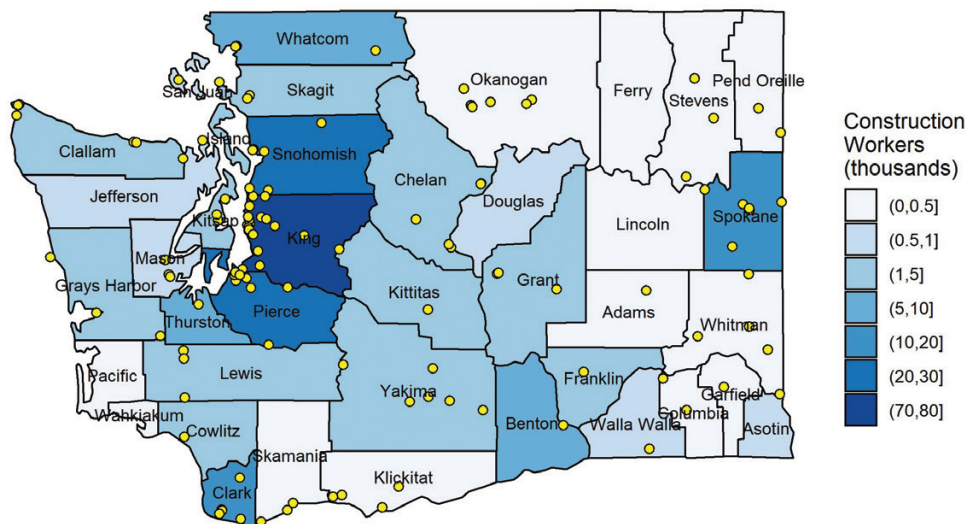 Whatcom
Okanogan
Ferry
Pend Oreille
San Juan
Skagit
Stevens
Island
Clallam
Snohomish
Chelan
Jefferson
Douglas
Kitsap
Lincoln
Spokane
King
Mason
Grays Harbor
Kittitas
Grant
Thurston
Pierce
Adams
Whitman
Pacific
Lewis
Yakima
Franklin
Garfield
Wahkiakum
Cowlitz
Benton
Walla Walla
Columbia
Asotin
Skamania
Klickitat
Clark
Construction
Workers
(thousands)
(0,0.5]
(0.5,1]
(1,5]
(5,10]
(10,20]
(20,30]
(70,80]